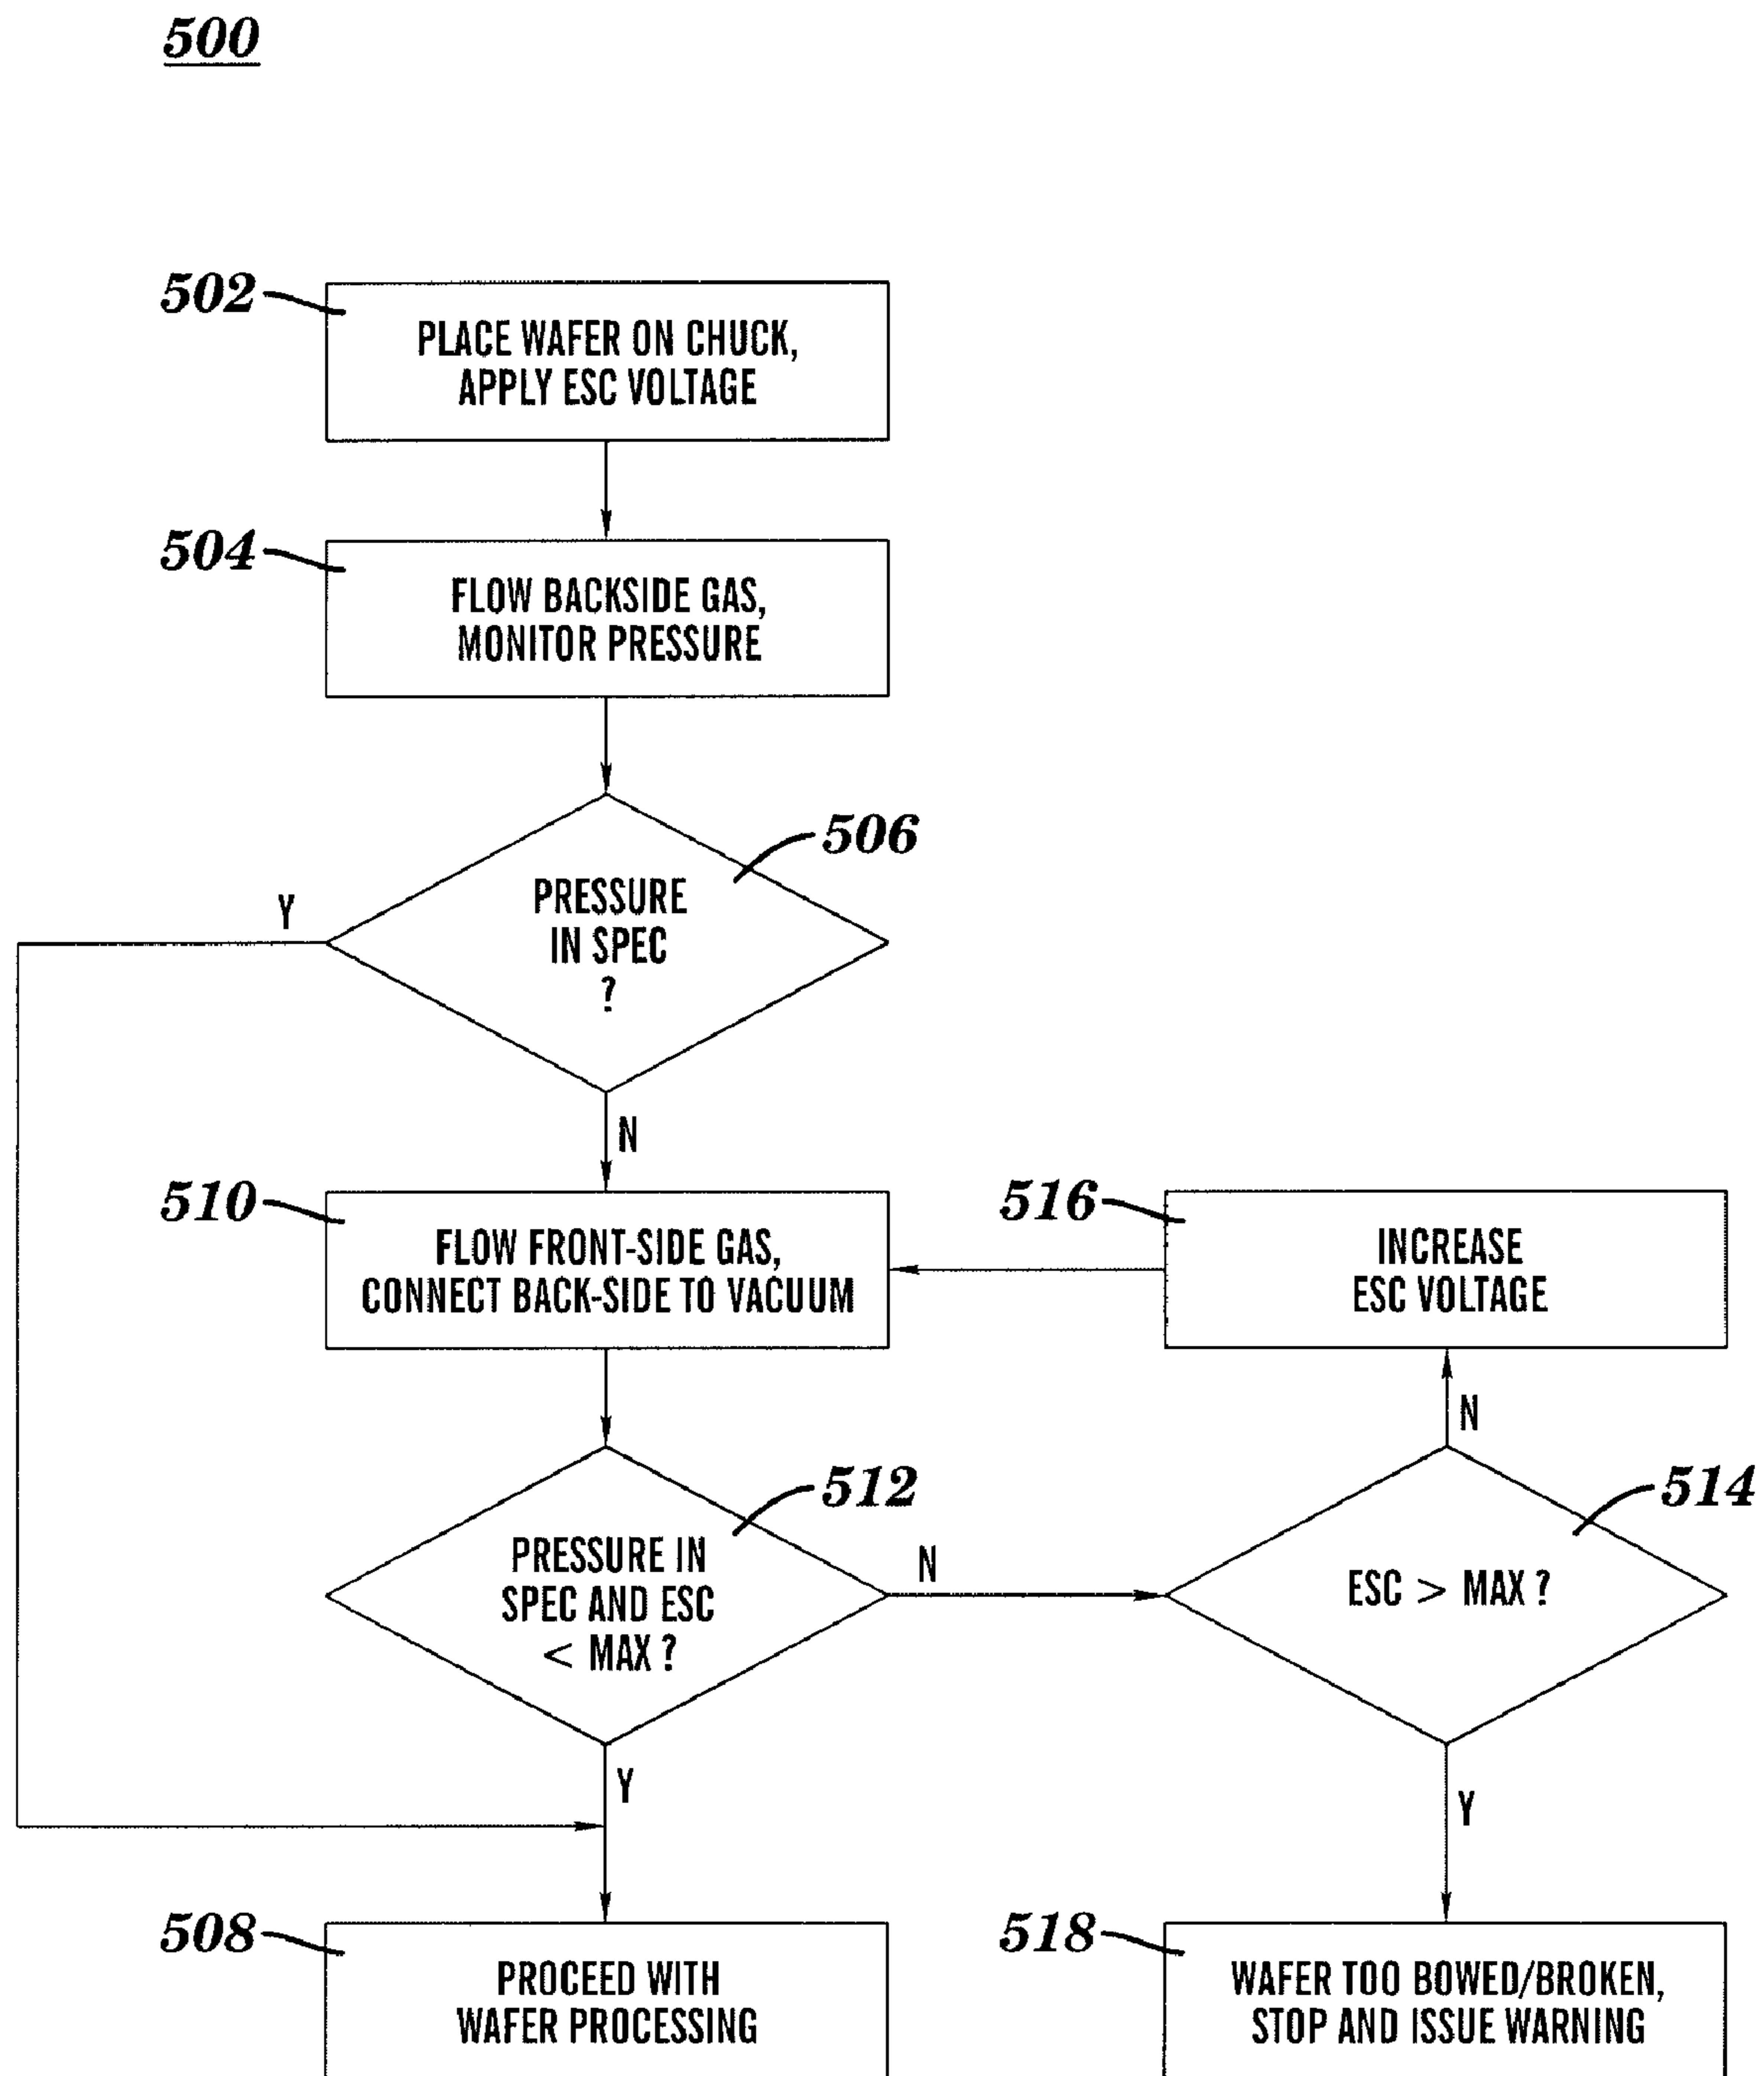 500
502
PLACE WAFER ON CHUCK,
APPLY ESC VOLTAGE
504
FLOW BACKSIDE GAS,
MONITOR PRESSURE
506
PRESSURE
IN SPEC
?
Y
N
510
FLOW FRONT-SIDE GAS,
CONNECT BACK-SIDE TO VACUUM
516
INCREASE
ESC VOLTAGE
N
512
PRESSURE IN
SPEC AND ESC
< MAX ?
N
514
ESC > MAX ?
Y
Y
508
PROCEED WITH
WAFER PROCESSING
518
WAFER TOO BOWED/BROKEN,
STOP AND ISSUE WARNING